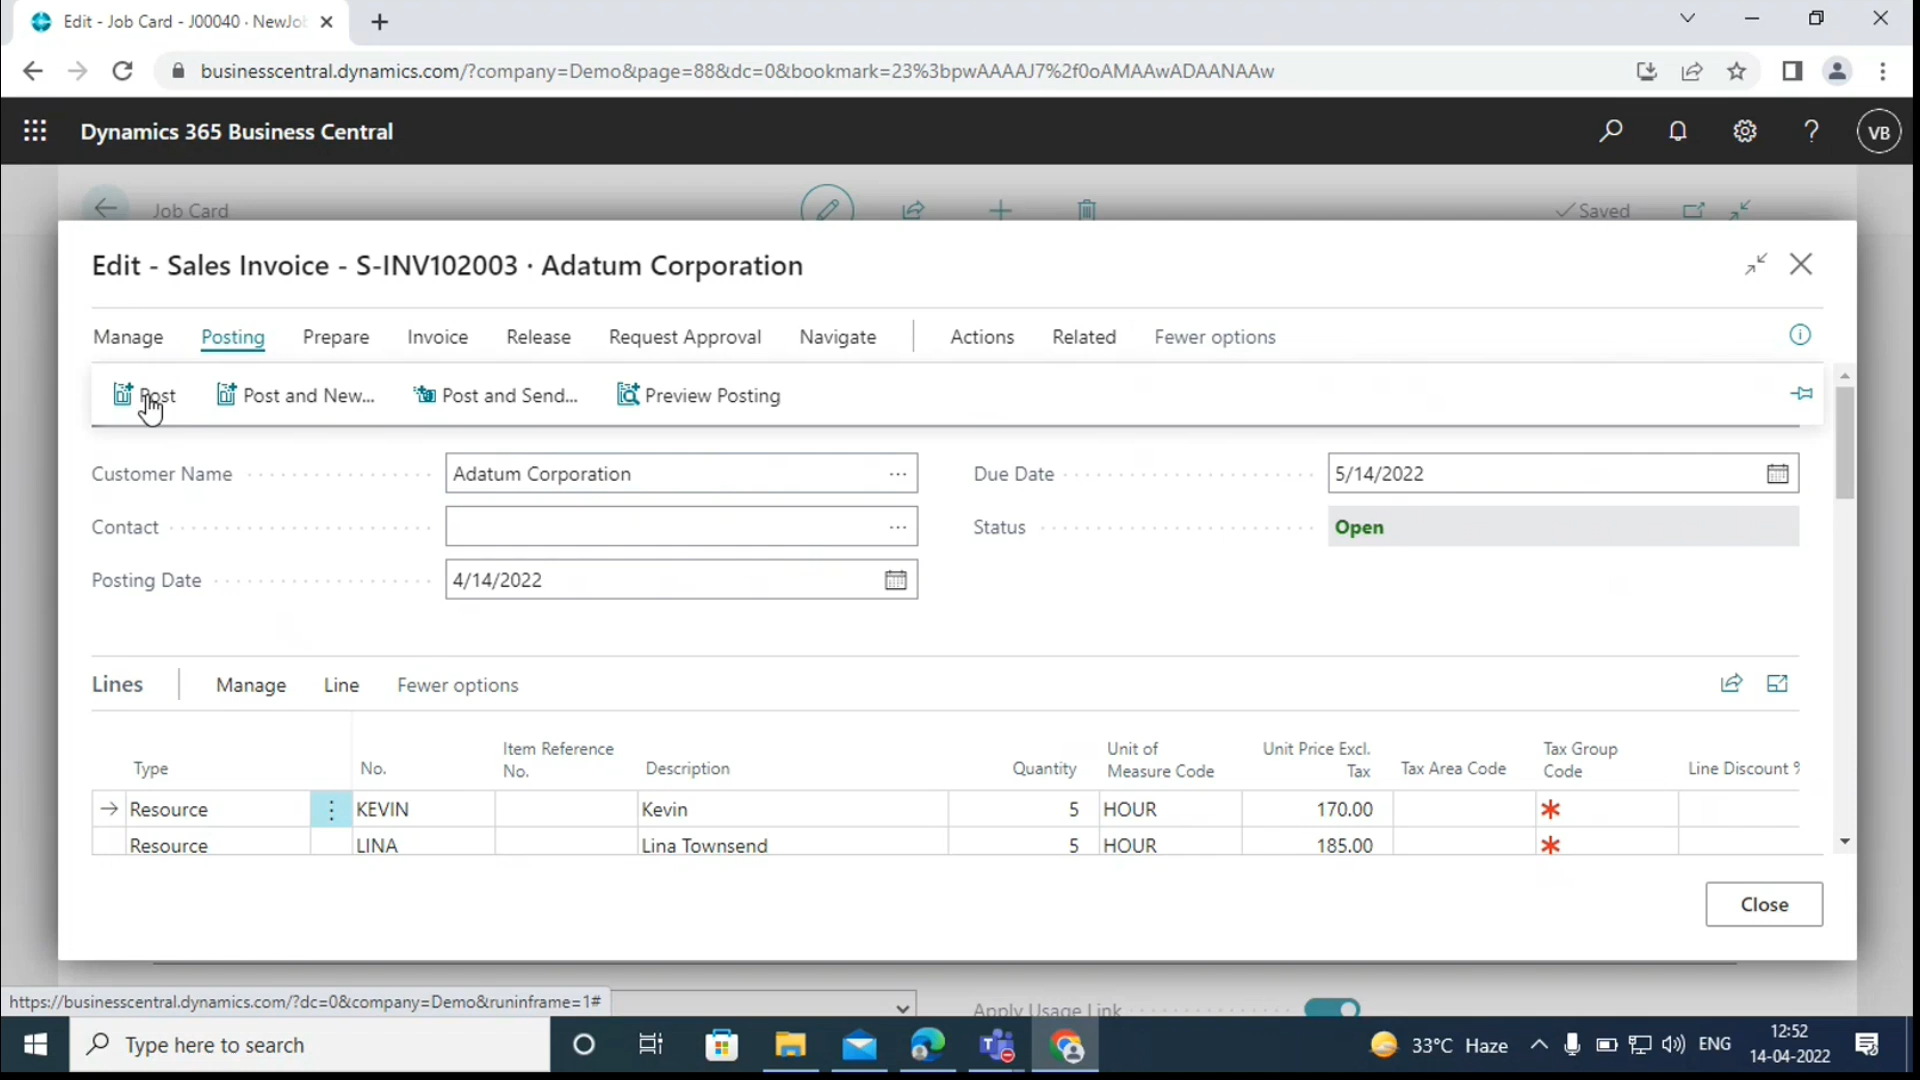 Edit - Job Card - J00040 · NewJob
businesscentral.dynamics.com/?company=Demo&page=88&dc=0&bookmark=23%3bpwAAAAJ7%2f0oAMAAwADAANAAw
Dynamics 365 Business Central
VB
Job Card
Saved
Edit - Sales Invoice - S-INV102003 · Adatum Corporation
Manage Posting Prepare Invoice Release Request Approval Navigate Actions Related Fewer options
Post Post and New... Post and Send... Preview Posting
Customer Name Adatum Corporation Due Date 5/14/2022
Contact Status Open
Posting Date 4/14/2022
Lines Manage Line Fewer options
Type No. Item Reference No. Description Quantity Unit of Measure Code Unit Price Excl. Tax Tax Area Code Tax Group Code Line Discount %
Resource KEVIN Kevin 5 HOUR 170.00
Resource LINA Lina Townsend 5 HOUR 185.00
Close
https://businesscentral.dynamics.com/?dc=0&company=Demo&runinframe=1#
Apply Usage Link
Type here to search
33°C Haze
ENG
12:52
14-04-2022